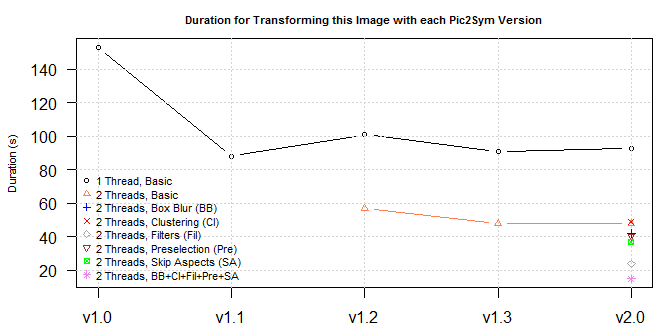 Duration for Transforming this Image with each Pic2Sym Version
Duration (s)
140
120
100
80
60
40
20
1 Thread, Basic
2 Threads, Basic
2 Threads, Box Blur (BB)
2 Threads, Clustering (Cl)
2 Threads, Filters (Fil)
2 Threads, Preselection (Pre)
2 Threads, Skip Aspects (SA)
2 Threads, BB+Cl+Fil+Pre+SA
v1.0 v1.1 v1.2 v1.3 v2.0